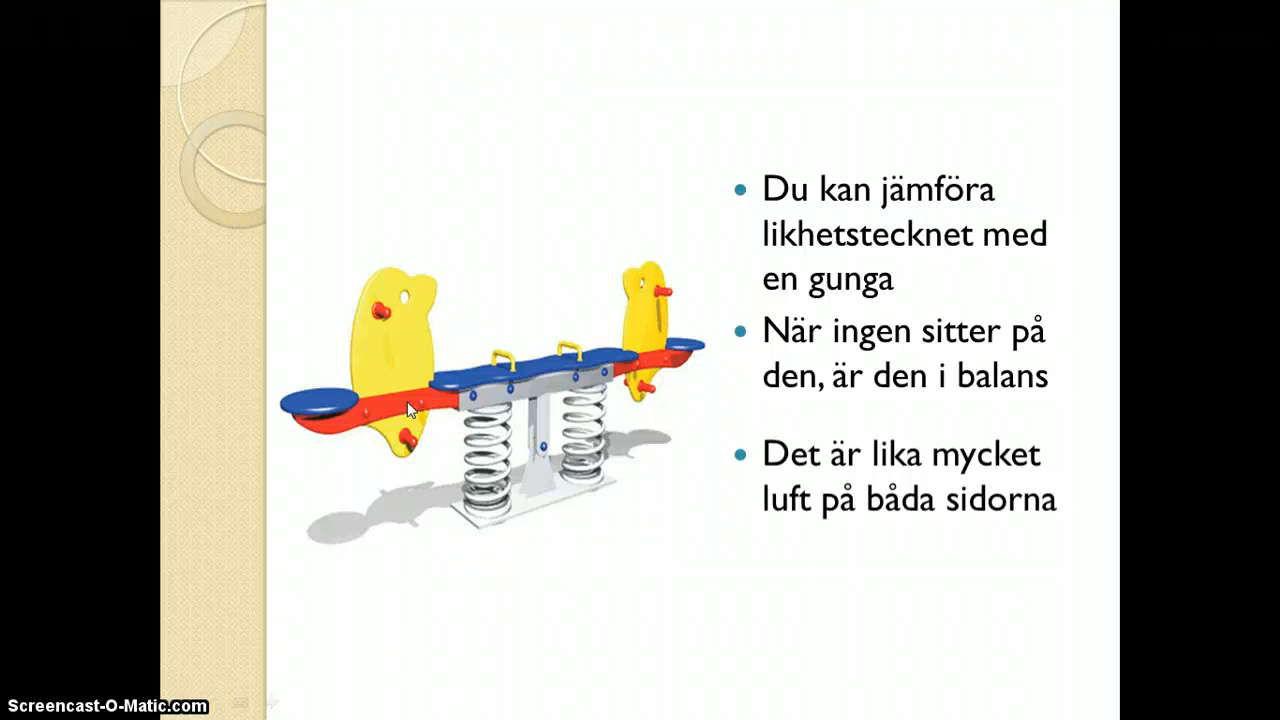 Du kan jämföra
likhetstecknet med
en gunga
När ingen sitter på
den, är den i balans
Det är lika mycket
luft på båda sidorna
Screencast-O-Matic.com